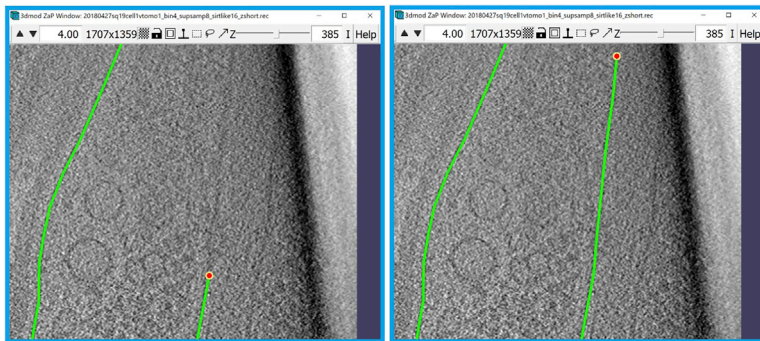 3dmod ZaP Window: 20180427sq19cell1vtomo1_bin4_supsamp8_sirtlike16_zshort.rec
4.00 1707x1359 Z 385 I Help
3dmod ZaP Window: 20180427sq19cell1vtomo1_bin4_supsamp8_sirtlike16_zshort.rec
4.00 1707x1359 Z 385 I Help